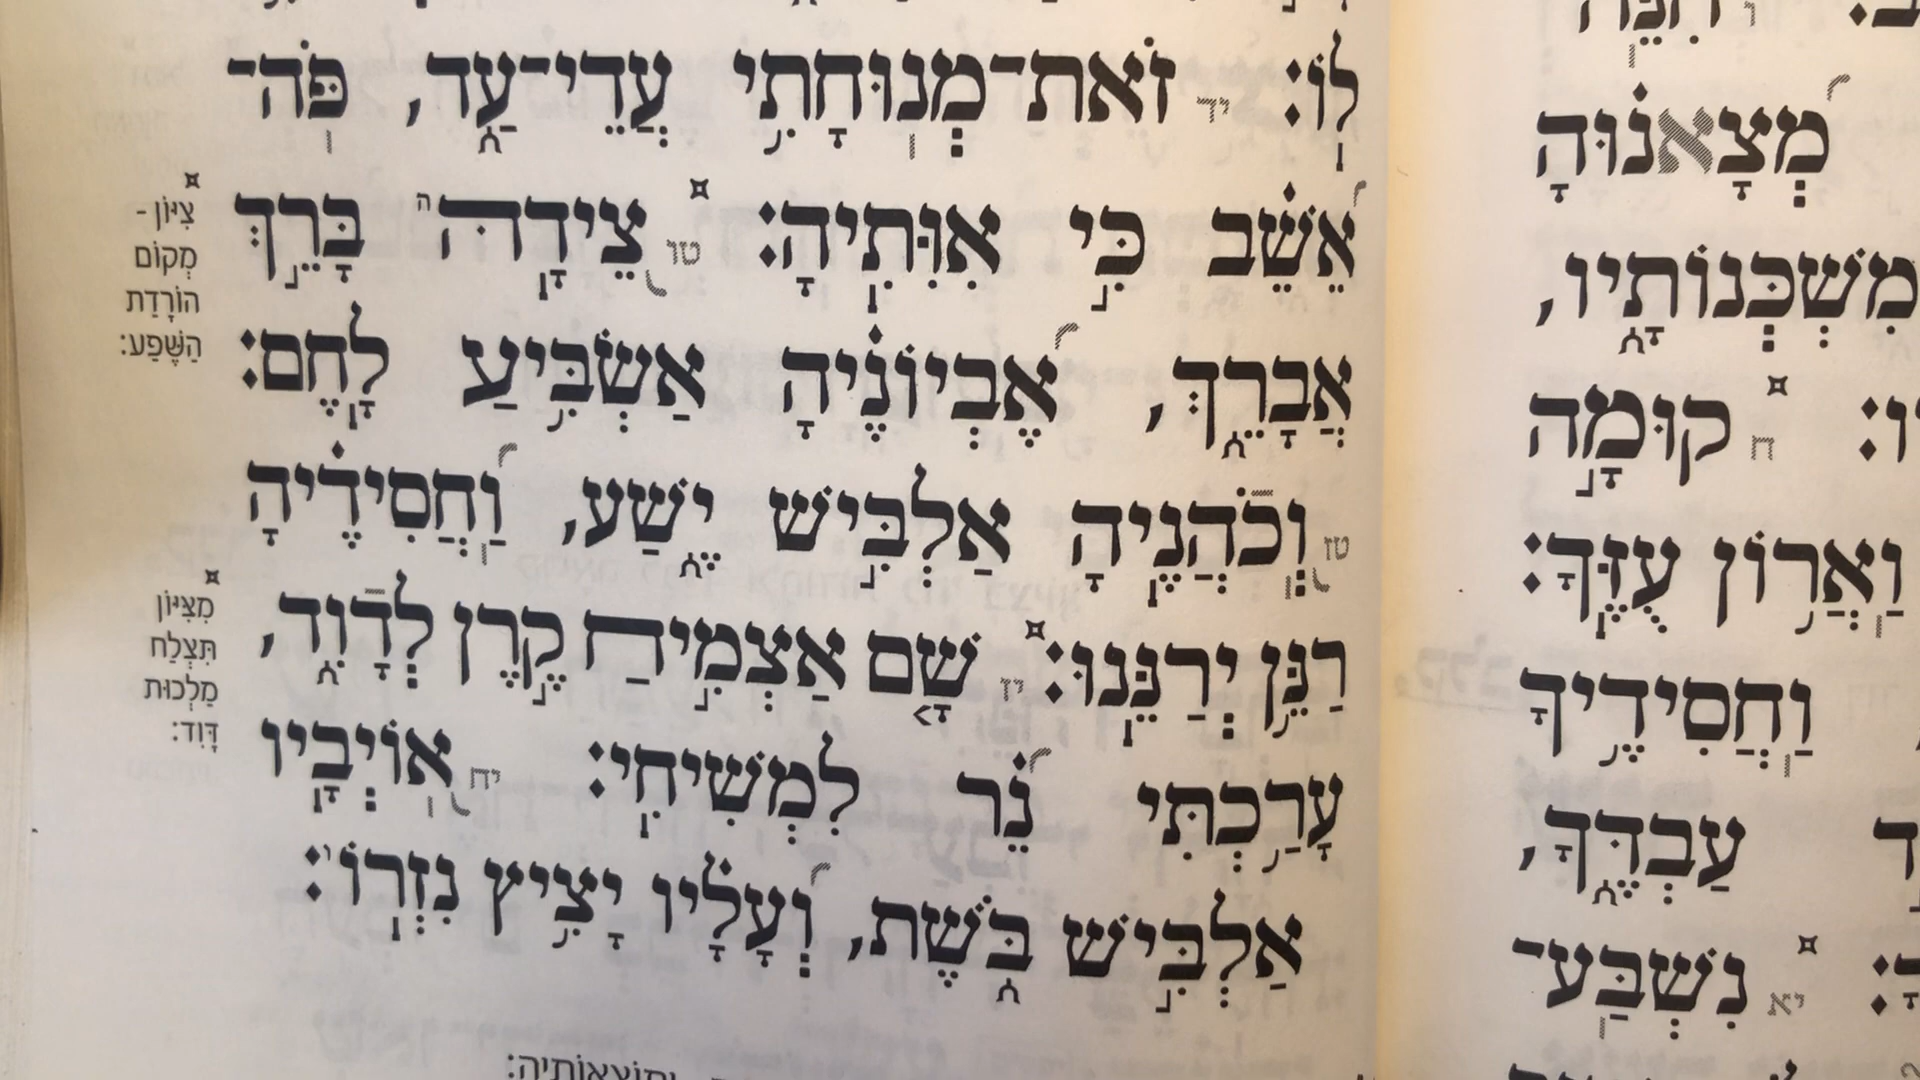 מְצָאנוּהָ
מִשְׁכְּנוֹתָיו,
ח קוּמָה
וַאֲרוֹן עֻזֶּךָ:
וַחֲסִידֶיךָ
עַבְדֶּךָ,
יא נִשְׁבַּע־
לוֹ: יד זֹאת־מְנוּחָתִי עֲדֵי־עַד, פֹּה־
אֵשֵׁב כִּי אִוִּתִיהָ: טו צֵידָהּ ה בָּרֵךְ
אֲבָרֵךְ, אֶבְיוֹנֶיהָ אַשְׂבִּיעַ לָחֶם:
טז וְכֹהֲנֶיהָ אַלְבִּישׁ יֶשַׁע, וַחֲסִידֶיהָ
רַנֵּן יְרַנֵּנוּ: יז שָׁם אַצְמִיחַ קֶרֶן לְדָוִד,
עָרַכְתִּי נֵר לִמְשִׁיחִי: יח אוֹיְבָיו
אַלְבִּישׁ בֹּשֶׁת, וְעָלָיו יָצִיץ נִזְרוֹ:
צִיּוֹן -
מְקוֹם
הוֹרָדַת
הַשֶּׁפַע:
מִצִּיּוֹן
תִּצְלַח
מַלְכוּת
דָּוִד: